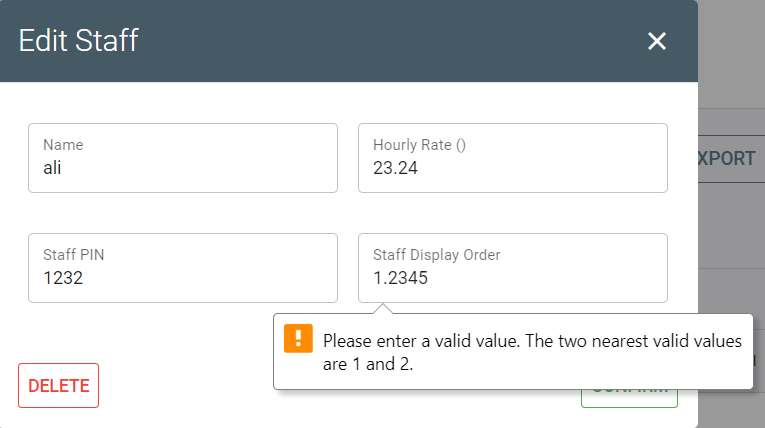 Edit Staff
Name
ali
Hourly Rate ()
23.24
XPORT
Staff PIN
1232
Staff Display Order
1.2345
Please enter a valid value. The two nearest valid values
are 1 and 2.
DELETE